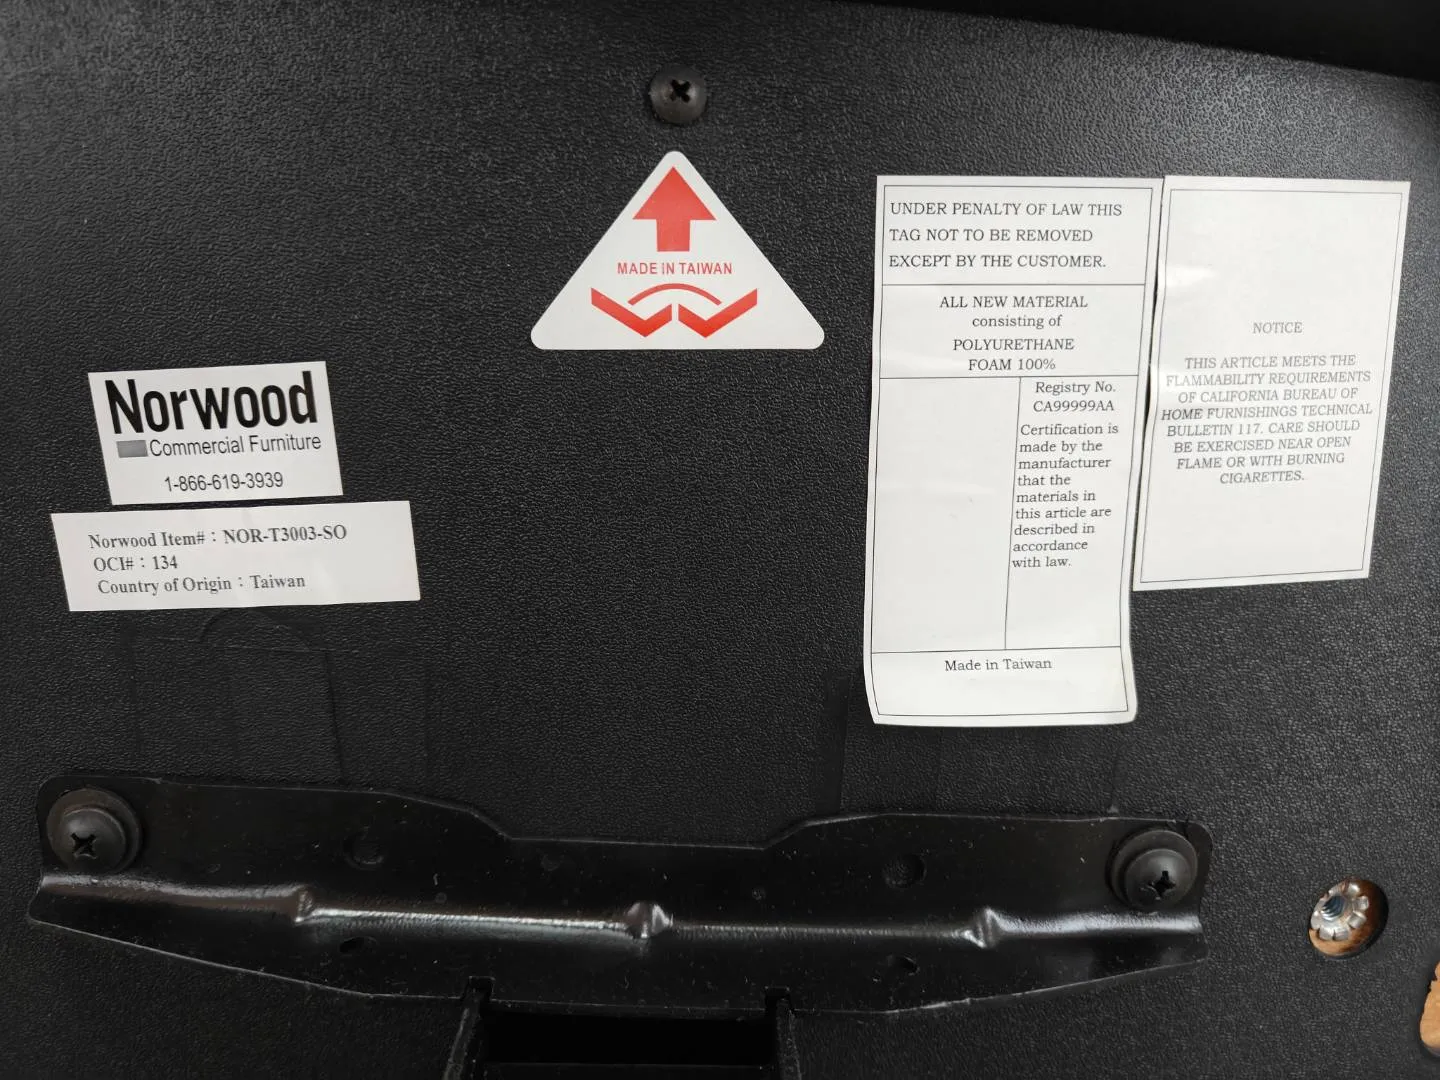 MADE IN TAIWAN
Norwood
Commercial Furniture
1-866-619-3939
Norwood Item#：NOR-T3003-SO
OCI#：134
Country of Origin：Taiwan
UNDER PENALTY OF LAW THIS
TAG NOT TO BE REMOVED
EXCEPT BY THE CUSTOMER.
ALL NEW MATERIAL
consisting of
POLYURETHANE
FOAM 100%
Registry No.
CA99999AA
Certification is
made by the
manufacturer
that the
materials in
this article are
described in
accordance
with law.
Made in Taiwan
NOTICE
THIS ARTICLE MEETS THE
FLAMMABILITY REQUIREMENTS
OF CALIFORNIA BUREAU OF
HOME FURNISHINGS TECHNICAL
BULLETIN 117. CARE SHOULD
BE EXERCISED NEAR OPEN
FLAME OR WITH BURNING
CIGARETTES.